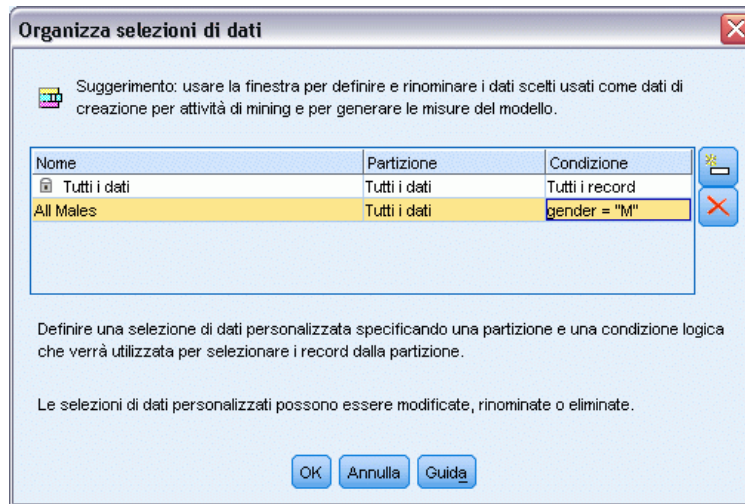 Organizza selezioni di dati
Suggerimento: usare la finestra per definire e rinominare i dati scelti usati come dati di
creazione per attività di mining e per generare le misure del modello.
Nome Partizione Condizione
Tutti i dati Tutti i dati Tutti i record
All Males Tutti i dati gender = "M"
Definire una selezione di dati personalizzata specificando una partizione e una condizione logica
che verrà utilizzata per selezionare i record dalla partizione.
Le selezioni di dati personalizzati possono essere modificate, rinominate o eliminate.
OK Annulla Guida